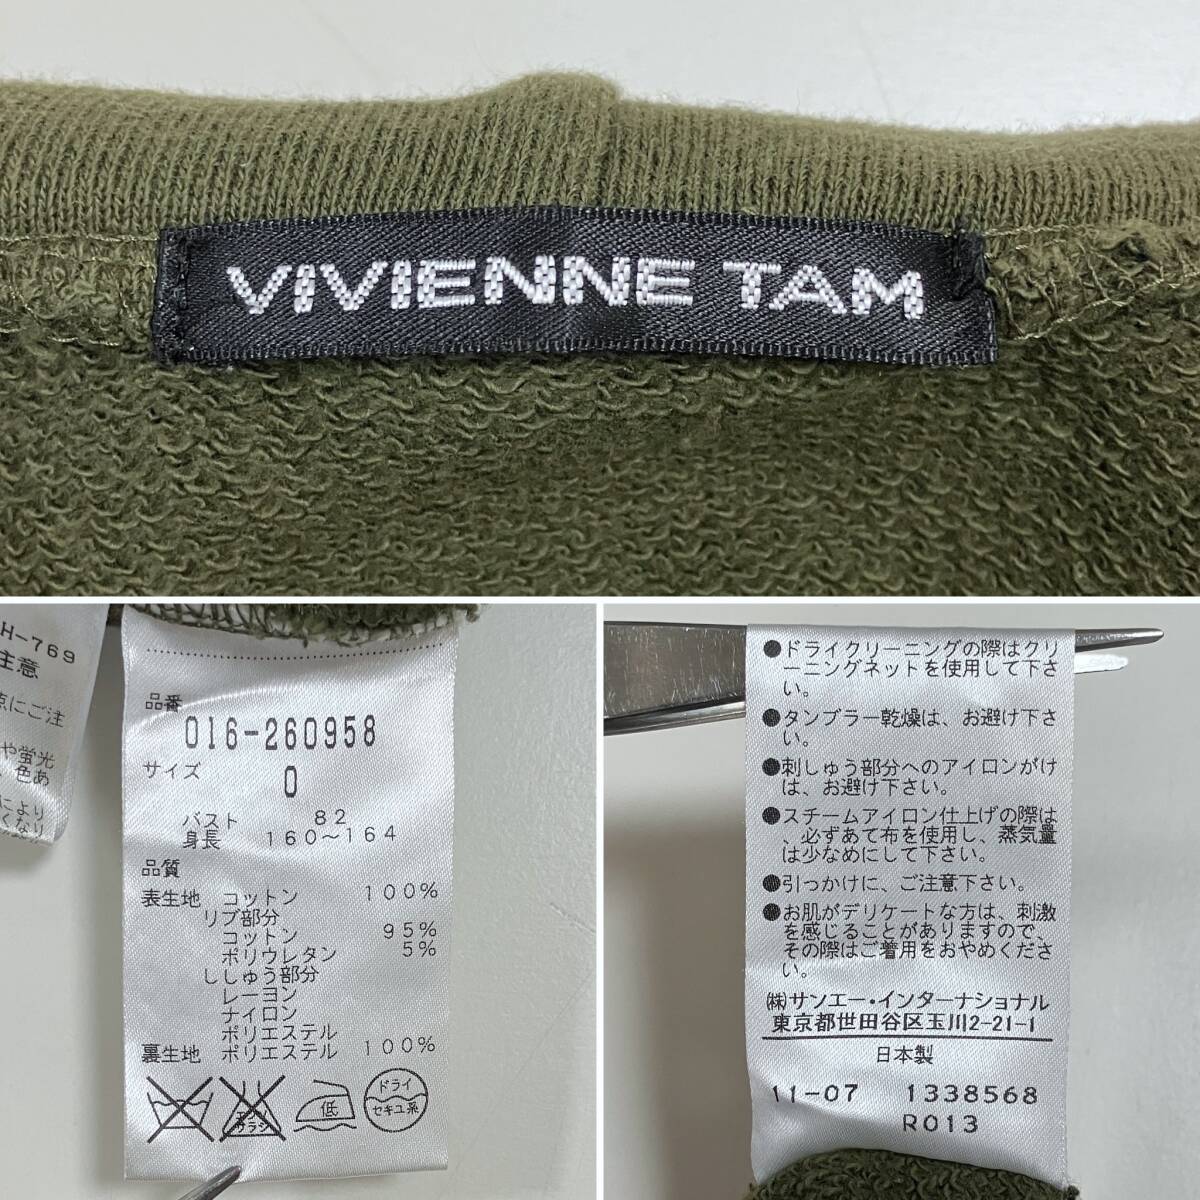 VIVIENNE TAM
H-769
注意
点にご注
や蛍光
、色あ
により
くなり
品番
016-260958
サイズ
0
バスト 82
身長 160～164
品質
表生地 コットン 100%
リブ部分
コットン 95%
ポリウレタン 5%
ししゅう部分
レーヨン
ナイロン
ポリエステル
裏生地 ポリエステル 100%
エンソ
サラシ
低
ドライ
セキユ系
●ドライクリーニングの際はクリ
ーニングネットを使用して下さ
い。
●タンブラー乾燥は、お避け下さ
い。
●刺しゅう部分へのアイロンがけ
は、お避け下さい。
●スチームアイロン仕上げの際は
、必ずあて布を使用し、蒸気量
は少なめにして下さい。
●引っかけに、ご注意下さい。
●お肌がデリケートな方は、刺激
を感じることがありますので、
その際はご着用をおやめくださ
い。
㈱サンエー・インターナショナル
東京都世田谷区玉川2-21-1
日本製
11-07 1338568
R013